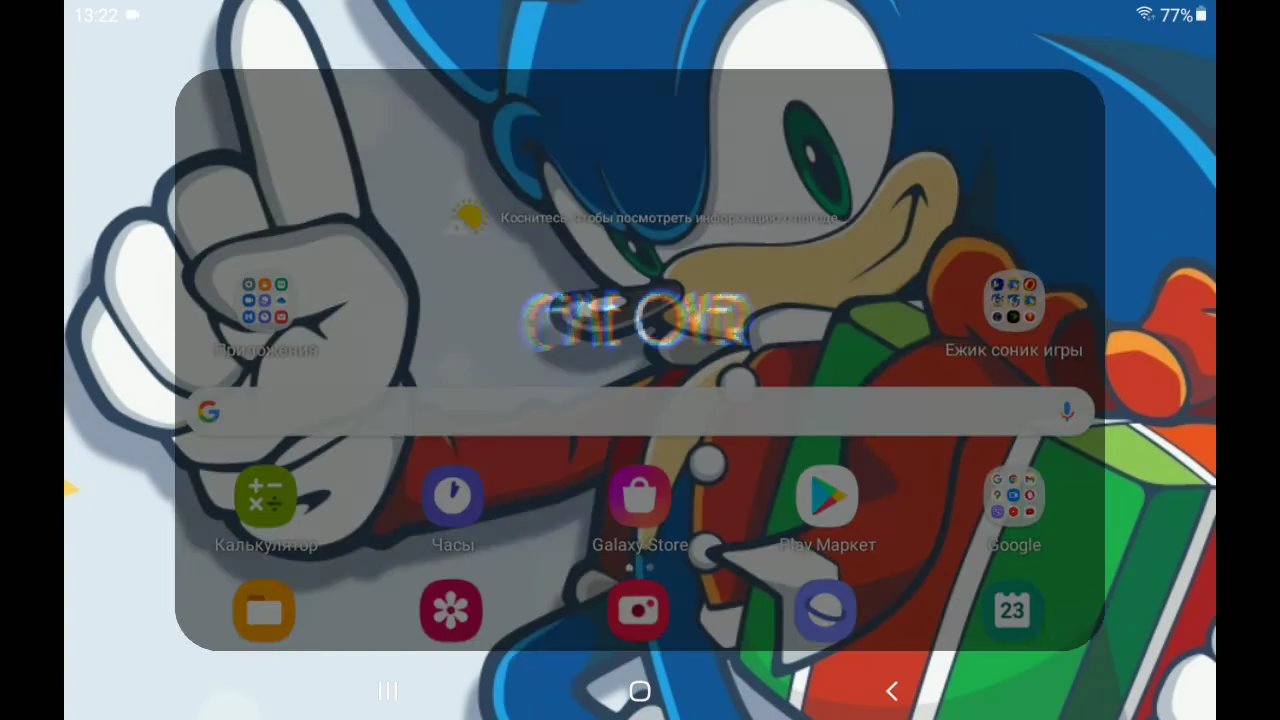 13:22
77%
Коснитесь, чтобы посмотреть информацию о погоде.
Приложения
Ежик соник игры
Калькулятор
Часы
Galaxy Store
Play Маркет
Google
23